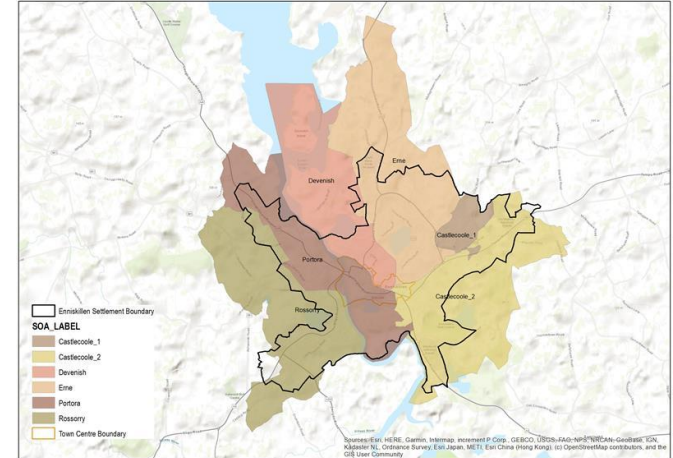 Erne
Devenish
Castlecoole_1
Portora
Castlecoole_2
Rossorry
Enniskillen Settlement Boundary
SOA_LABEL
Castlecoole_1
Castlecoole_2
Devenish
Erne
Portora
Rossorry
Town Centre Boundary
Sources: Esri, HERE, Garmin, Intermap, increment P Corp., GEBCO, USGS, FAO, NPS, NRCAN, GeoBase, IGN,
Kadaster NL, Ordnance Survey, Esri Japan, METI, Esri China (Hong Kong), (c) OpenStreetMap contributors, and the
GIS User Community